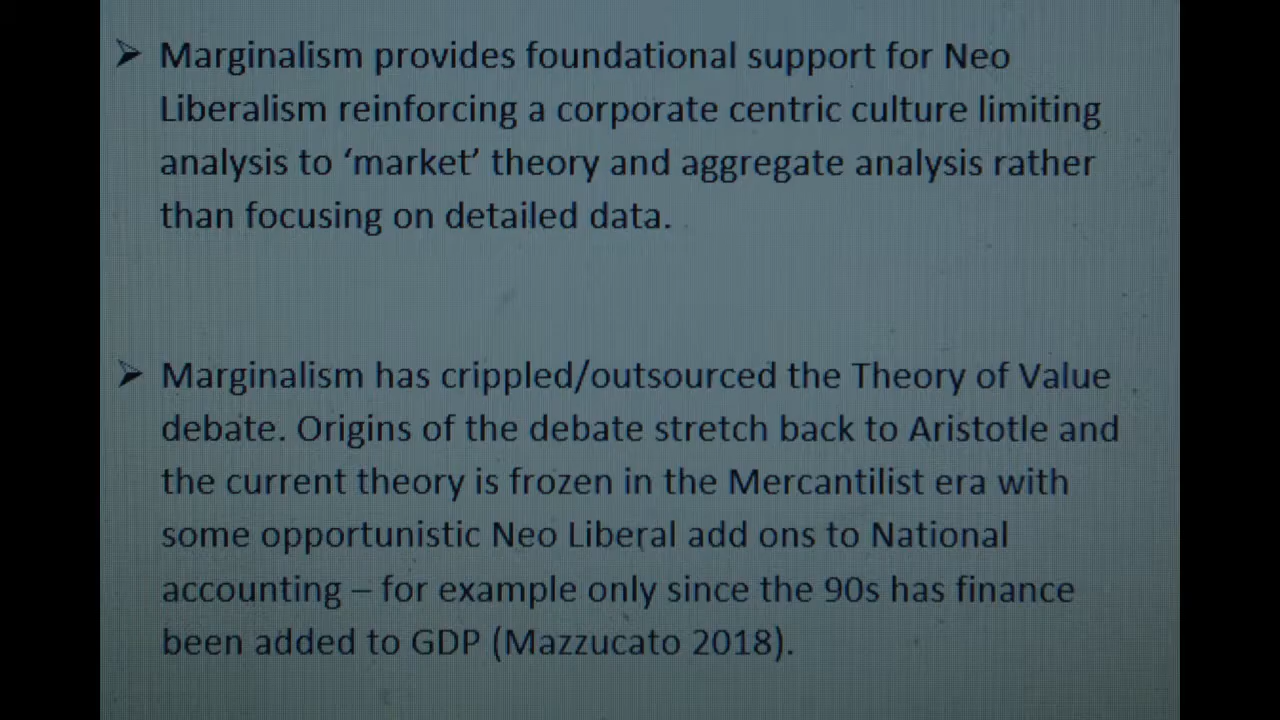 ➢ Marginalism provides foundational support for Neo
Liberalism reinforcing a corporate centric culture limiting
analysis to ‘market’ theory and aggregate analysis rather
than focusing on detailed data.
➢ Marginalism has crippled/outsourced the Theory of Value
debate. Origins of the debate stretch back to Aristotle and
the current theory is frozen in the Mercantilist era with
some opportunistic Neo Liberal add ons to National
accounting – for example only since the 90s has finance
been added to GDP (Mazzucato 2018).